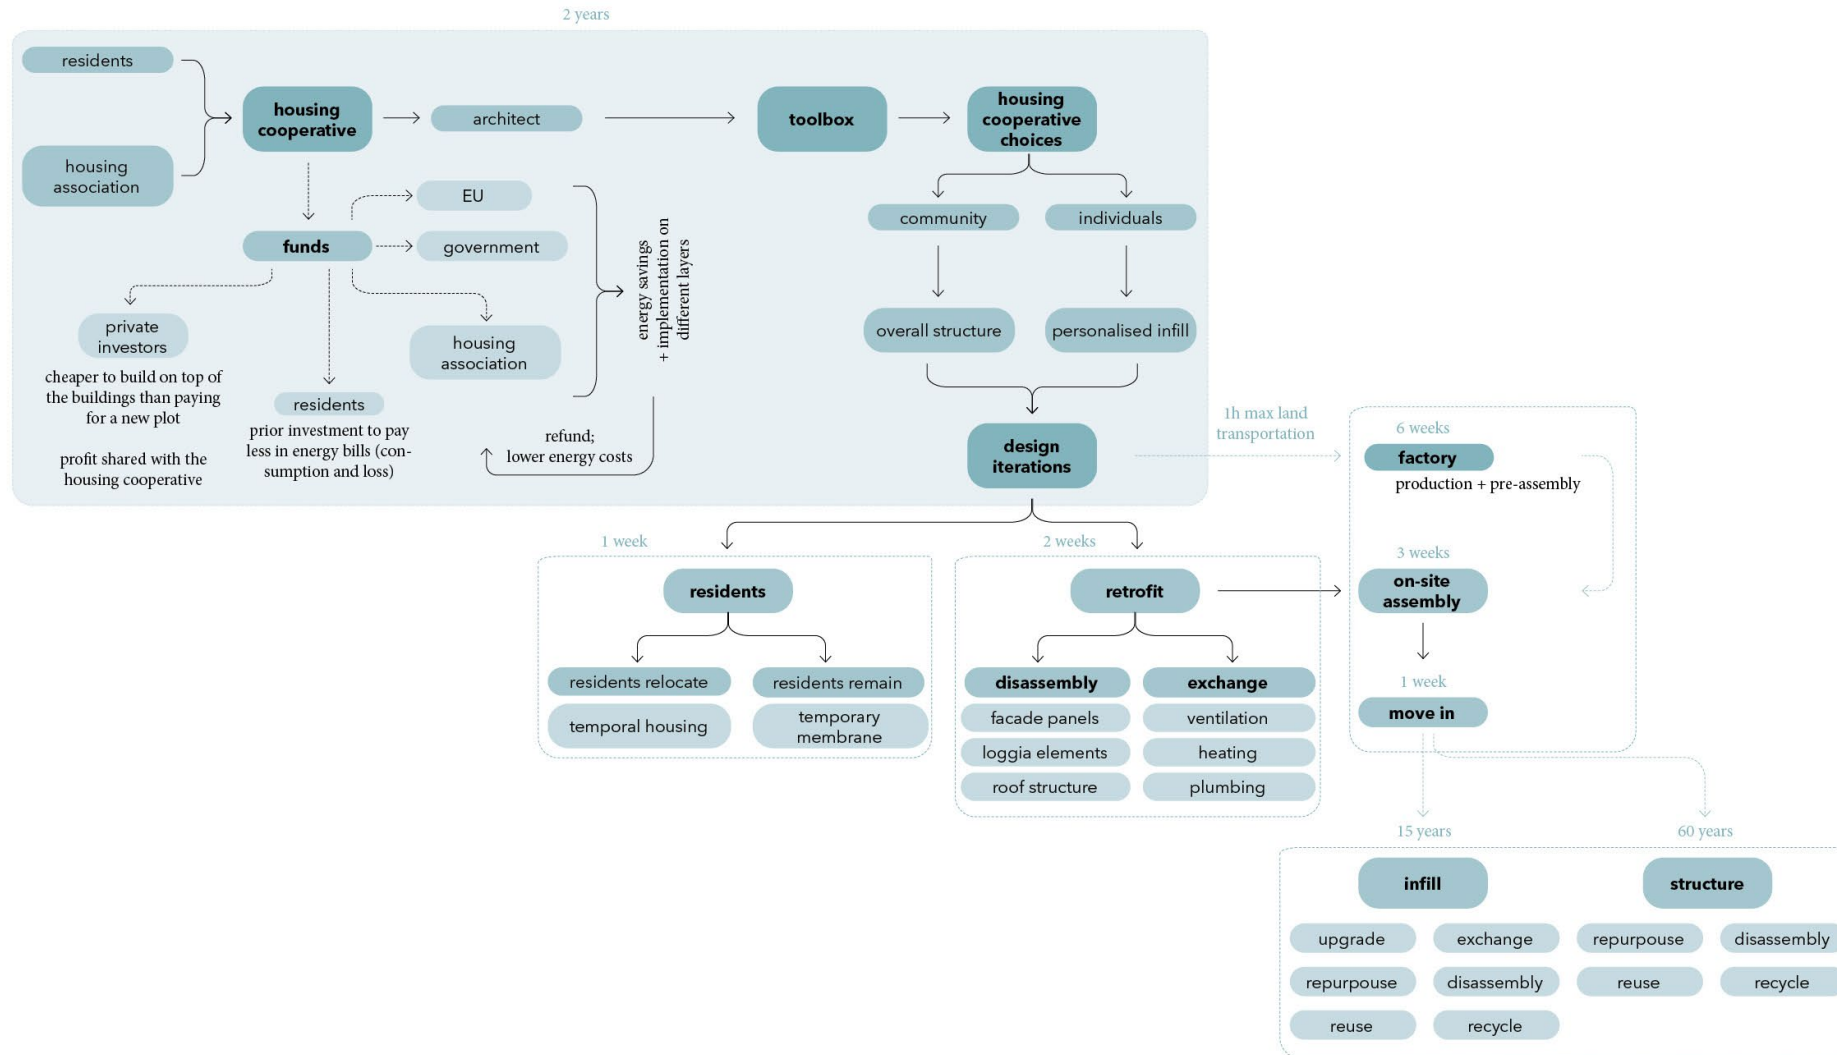 2 years
residents
housing
association
housing
cooperative
architect
toolbox
housing
cooperative
choices
funds
EU
government
housing
association
private
investors
cheaper to build on top of
the buildings than paying
for a new plot
profit shared with the
housing cooperative
residents
prior investment to pay
less in energy bills (con-
sumption and loss)
energy savings
+ implementation on
different layers
refund;
lower energy costs
community
individuals
overall structure
personalised infill
design
iterations
1h max land
transportation
6 weeks
factory
production + pre-assembly
3 weeks
on-site
assembly
1 week
move in
1 week
residents
residents relocate
residents remain
temporal housing
temporary
membrane
2 weeks
retrofit
disassembly
exchange
facade panels
ventilation
loggia elements
heating
roof structure
plumbing
15 years
60 years
infill
structure
upgrade
exchange
repurpouse
disassembly
repurpouse
disassembly
reuse
recycle
reuse
recycle